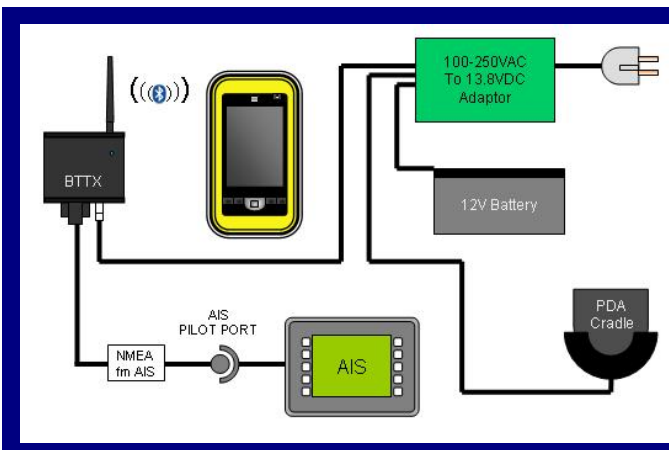 100-250VAC
To 13.8VDC
Adaptor
BTTX
12V Battery
PDA
Cradle
AIS
PILOT PORT
NMEA
fm AIS
AIS